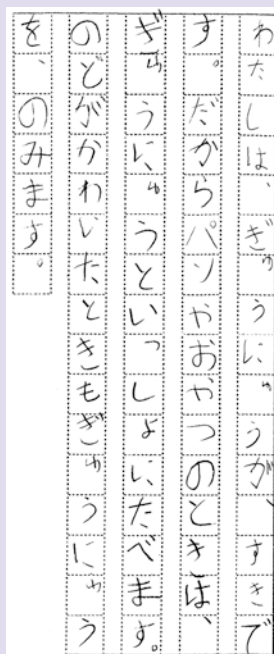 わたしは、ぎゅうにゅうが、すきで
す。だからパンやおやつのときは、
ぎゅうに、ゅうといっしょにたべます。
のどがかわいたときもぎゅうにゅう
を、のみます。